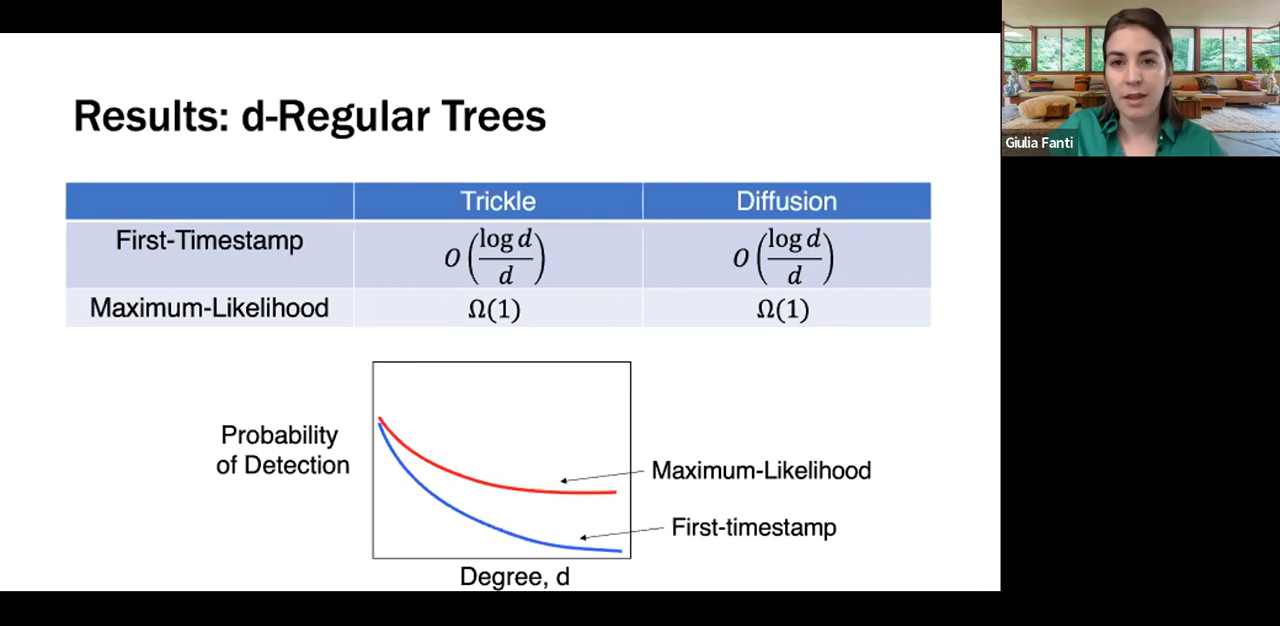 Giulia Fanti
Results: d-Regular Trees
Trickle Diffusion
First-Timestamp O(log d / d) O(log d / d)
Maximum-Likelihood Ω(1) Ω(1)
Probability
of Detection
Maximum-Likelihood
First-timestamp
Degree, d